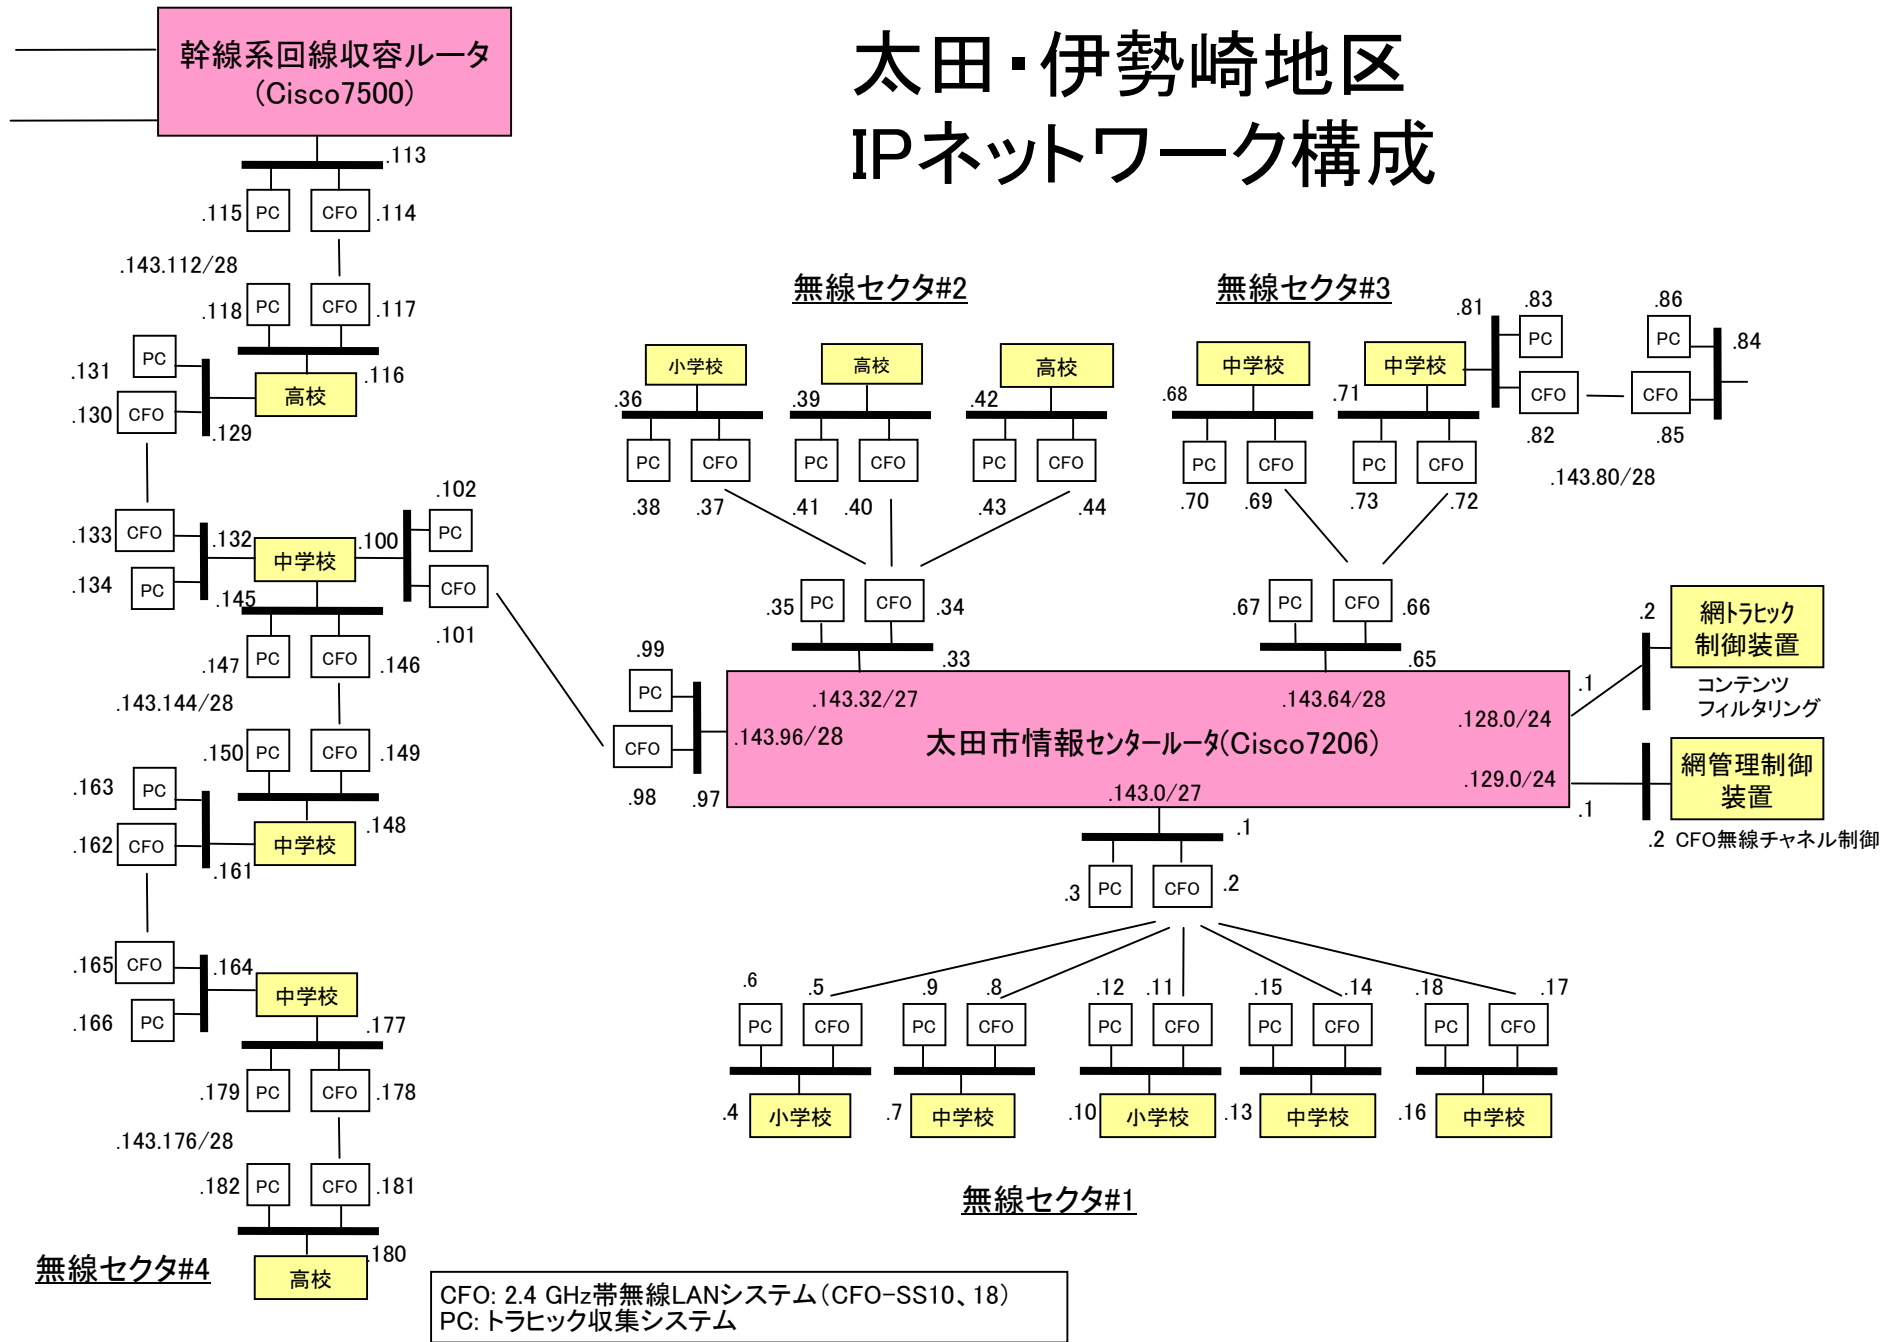 太田・伊勢崎地区
IPネットワーク構成
幹線系回線収容ルータ
(Cisco7500)
.113
.115
PC
CFO
.114
.143.112/28
.118
PC
CFO
.117
.116
高校
.131
PC
.130
CFO
.129
.133
CFO
.132
.134
PC
中学校
.100
.102
PC
CFO
.101
.145
.147
PC
CFO
.146
.143.144/28
.150
PC
CFO
.149
.148
中学校
.163
PC
.162
CFO
.161
.165
CFO
.164
.166
PC
中学校
.177
.179
PC
CFO
.178
.143.176/28
.182
PC
CFO
.181
.180
高校
無線セクタ#4
無線セクタ#2
小学校
高校
高校
.36
.39
.42
PC
CFO
PC
CFO
PC
CFO
.38
.37
.41
.40
.43
.44
.35
PC
CFO
.34
.33
無線セクタ#3
中学校
中学校
.68
.71
PC
CFO
PC
CFO
.70
.69
.73
.72
.81
.83
PC
CFO
.82
.86
PC
.84
CFO
.85
.143.80/28
.67
PC
CFO
.66
.65
.99
PC
CFO
.98
.97
.143.32/27
.143.64/28
.143.96/28
太田市情報センタールータ(Cisco7206)
.128.0/24
.129.0/24
.143.0/27
.1
.2
網トラヒック
制御装置
コンテンツ
フィルタリング
.1
網管理制御
装置
.2 CFO無線チャネル制御
.1
.3
PC
CFO
.2
.6
.5
.9
.8
.12
.11
.15
.14
.18
.17
PC
CFO
PC
CFO
PC
CFO
PC
CFO
PC
CFO
.4
小学校
.7
中学校
.10
小学校
.13
中学校
.16
中学校
無線セクタ#1
CFO: 2.4 GHz帯無線LANシステム（CFO-SS10、18）
PC: トラヒック収集システム